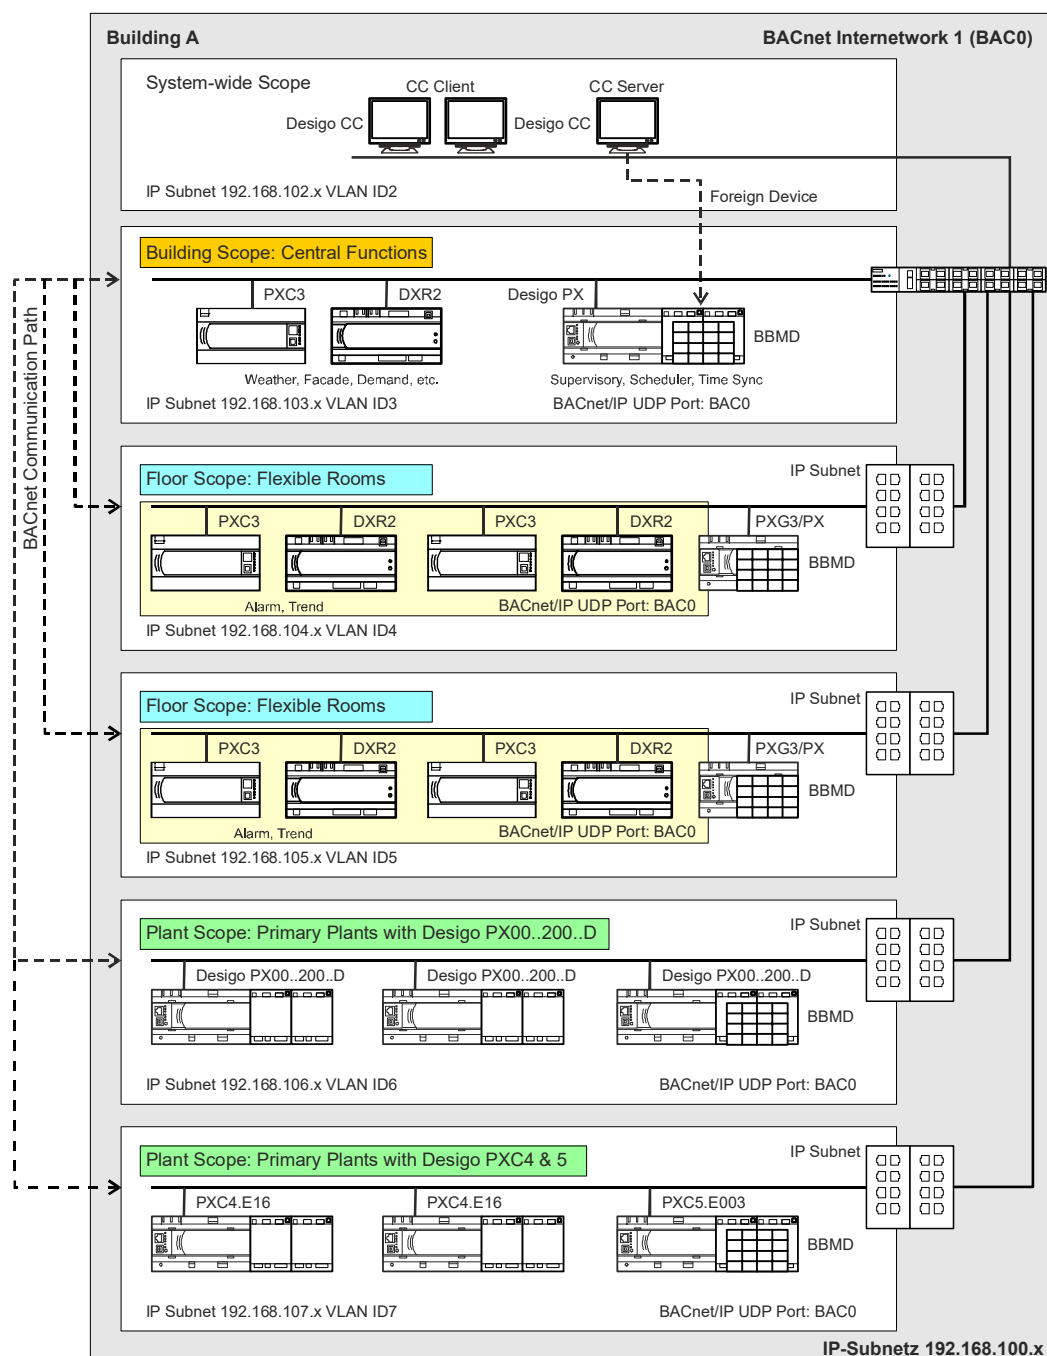 Building A
BACnet Internetwork 1 (BAC0)
System-wide Scope
CC Client
CC Server
Desigo CC
Desigo CC
IP Subnet 192.168.102.x VLAN ID2
Foreign Device
Building Scope: Central Functions
PXC3
DXR2
Desigo PX
BBMD
Weather, Facade, Demand, etc.
Supervisory, Scheduler, Time Sync
IP Subnet 192.168.103.x VLAN ID3
BACnet/IP UDP Port: BAC0
BACnet Communication Path
Floor Scope: Flexible Rooms
IP Subnet
PXC3
DXR2
PXC3
DXR2
PXG3/PX
BBMD
Alarm, Trend
BACnet/IP UDP Port: BAC0
IP Subnet 192.168.104.x VLAN ID4
Floor Scope: Flexible Rooms
IP Subnet
PXC3
DXR2
PXC3
DXR2
PXG3/PX
BBMD
Alarm, Trend
BACnet/IP UDP Port: BAC0
IP Subnet 192.168.105.x VLAN ID5
Plant Scope: Primary Plants with Desigo PX00..200..D
IP Subnet
Desigo PX00..200..D
Desigo PX00..200..D
Desigo PX00..200..D
BBMD
IP Subnet 192.168.106.x VLAN ID6
BACnet/IP UDP Port: BAC0
Plant Scope: Primary Plants with Desigo PXC4 & 5
IP Subnet
PXC4.E16
PXC4.E16
PXC5.E003
BBMD
IP Subnet 192.168.107.x VLAN ID7
BACnet/IP UDP Port: BAC0
IP-Subnetz 192.168.100.x